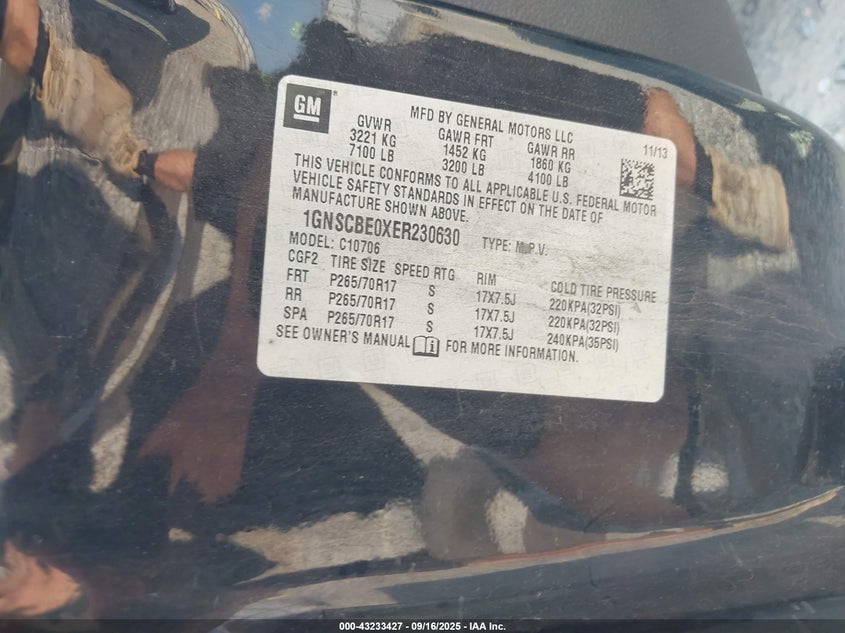 GM
MFD BY GENERAL MOTORS LLC
11/13
GVWR GAWR FRT GAWR RR
3221 KG 1452 KG 1860 KG
7100 LB 3200 LB 4100 LB
THIS VEHICLE CONFORMS TO ALL APPLICABLE U.S. FEDERAL MOTOR
VEHICLE SAFETY STANDARDS IN EFFECT ON THE DATE OF
MANUFACTURE SHOWN ABOVE.
1GNSCBE0XER230630 TYPE: M.P.V.
MODEL: C10706
CGF2 TIRE SIZE SPEED RTG RIM COLD TIRE PRESSURE
FRT P265/70R17 S 17X7.5J 220KPA(32PSI)
RR P265/70R17 S 17X7.5J 220KPA(32PSI)
SPA P265/70R17 S 17X7.5J 240KPA(35PSI)
SEE OWNER'S MANUAL FOR MORE INFORMATION.
000-43233427 - 09/16/2025 - IAA Inc.